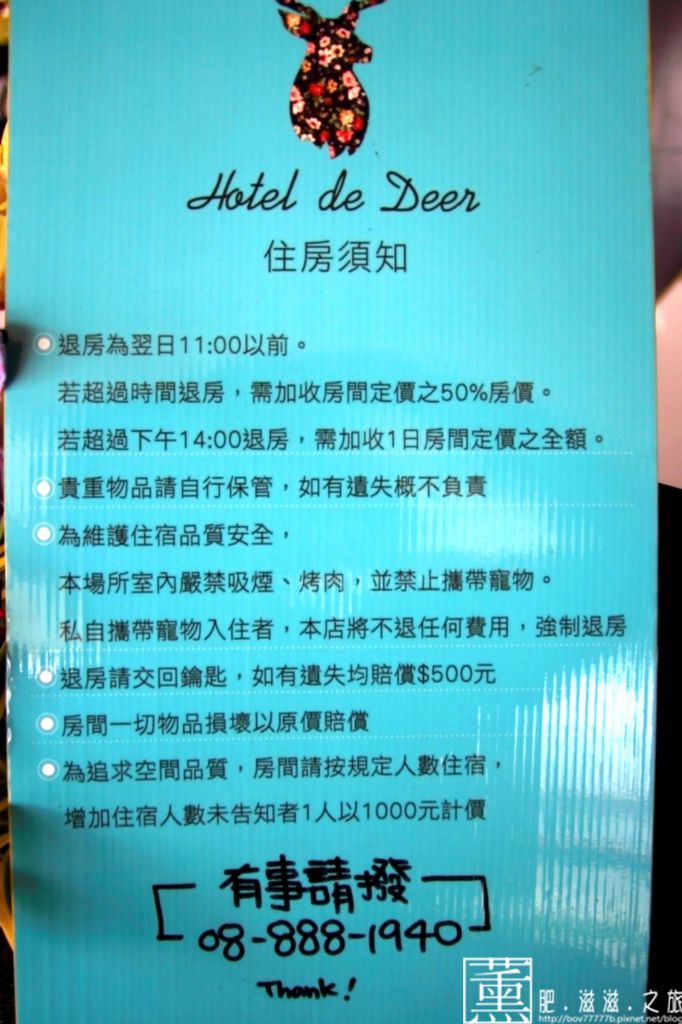 Hotel de Deer
住房須知
退房為翌日11:00以前。
若超過時間退房，需加收房間定價之50%房價。
若超過下午14:00退房，需加收1日房間定價之全額。
貴重物品請自行保管，如有遺失概不負責
為維護住宿品質安全，
本場所室內嚴禁吸煙、烤肉，並禁止攜帶寵物。
私自攜帶寵物入住者，本店將不退任何費用，強制退房
退房請交回鑰匙，如有遺失均賠償$500元
房間一切物品損壞以原價賠償
為追求空間品質，房間請按規定人數住宿，
增加住宿人數未告知者1人以1000元計價
有事請撥
08-888-1940
Thank!
薰 肥.滋滋.之旅
http://bov77777b.pixnet.net/blog